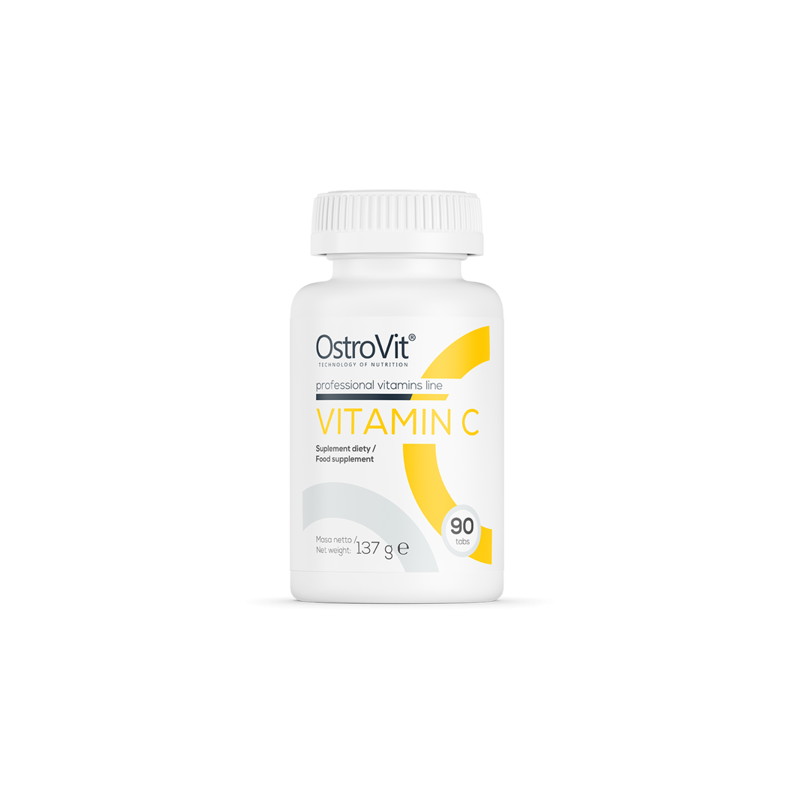 OstroVit®
TECHNOLOGY OF NUTRITION
professional vitamins line
VITAMIN C
Suplement diety /
Food supplement
90
tabs
Masa netto /
Net weight: 137 g ℮